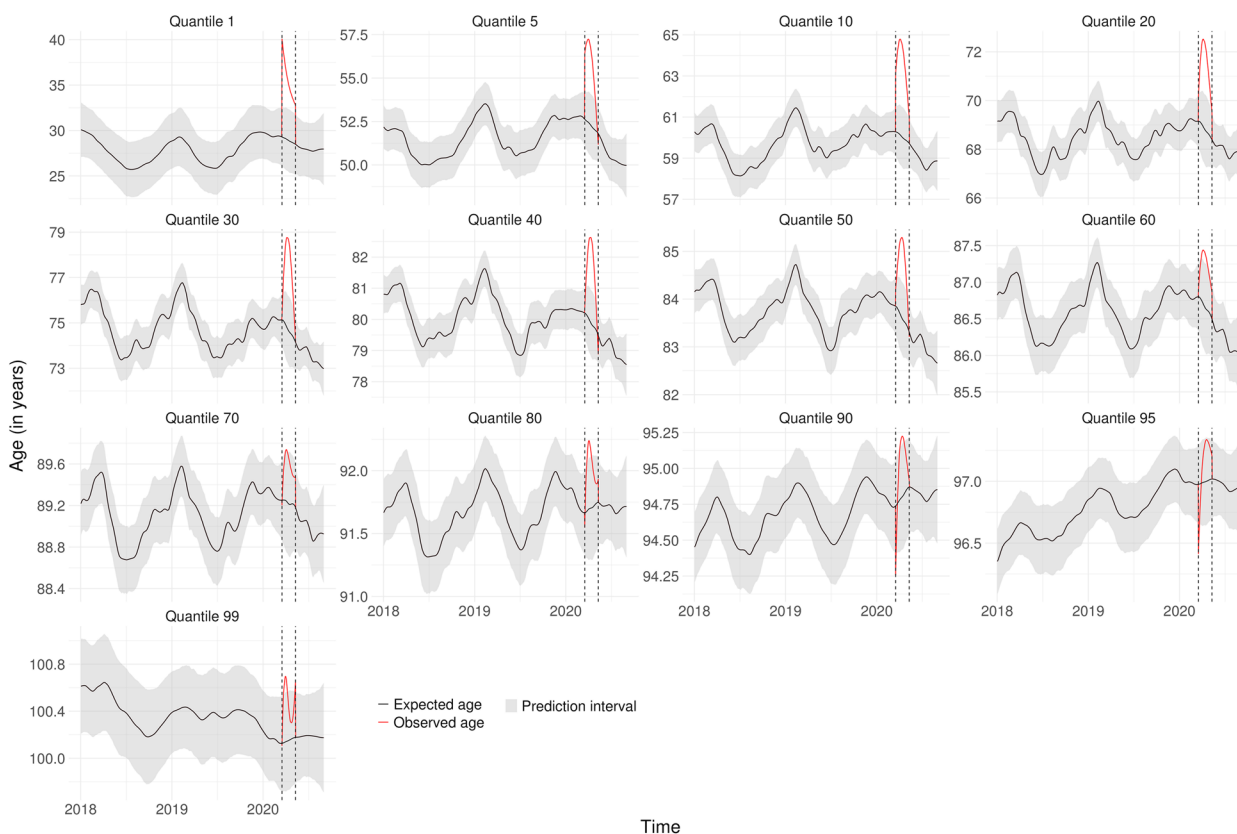 Quantile 1
Quantile 5
Quantile 10
Quantile 20
40
35
30
25
57.5
55.0
52.5
50.0
65
63
61
59
57
72
70
68
66
Quantile 30
Quantile 40
Quantile 50
Quantile 60
79
77
75
73
82
81
80
79
78
85
84
83
82
87.5
87.0
86.5
86.0
85.5
Age (in years)
Quantile 70
Quantile 80
Quantile 90
Quantile 95
89.6
89.2
88.8
88.4
92.0
91.5
91.0
95.25
95.00
94.75
94.50
94.25
97.0
96.5
2018 2019 2020
2018 2019 2020
2018 2019 2020
Quantile 99
100.8
100.4
100.0
2018 2019 2020
Expected age
Observed age
Prediction interval
Time